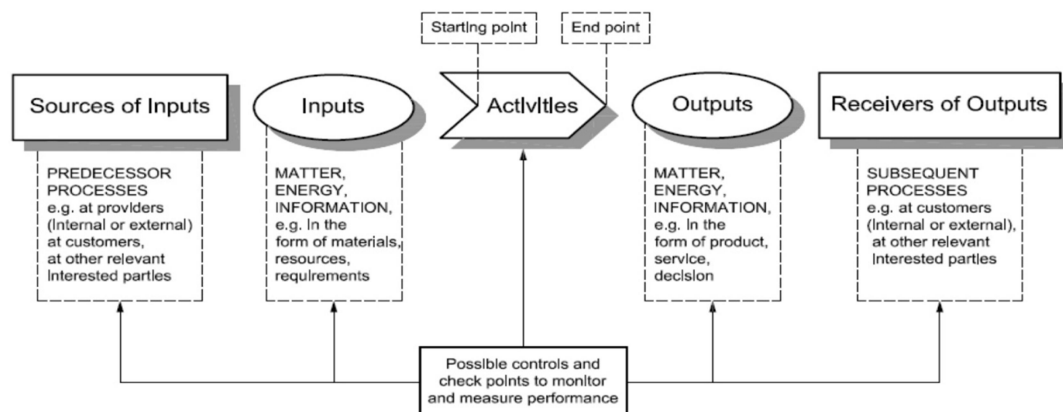 Starting point
End point
Sources of Inputs
Inputs
Activities
Outputs
Receivers of Outputs
PREDECESSOR
PROCESSES
e.g. at providers
(internal or external)
at customers,
at other relevant
interested parties
MATTER,
ENERGY,
INFORMATION,
e.g. in the
form of materials,
resources,
requirements
MATTER,
ENERGY,
INFORMATION,
e.g. in the
form of product,
service,
decision
SUBSEQUENT
PROCESSES
e.g. at customers
(internal or external),
at other relevant
interested parties
Possible controls and
check points to monitor
and measure performance